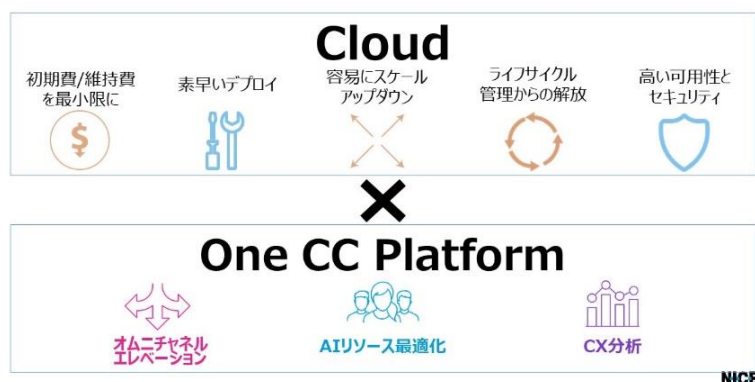 Cloud
初期費/維持費
を最小限に
素早いデプロイ
容易にスケール
アップダウン
ライフサイクル
管理からの解放
高い可用性と
セキュリティ
$
×
One CC Platform
オムニチャネル
エレベーション
AIリソース最適化
CX分析
NICE